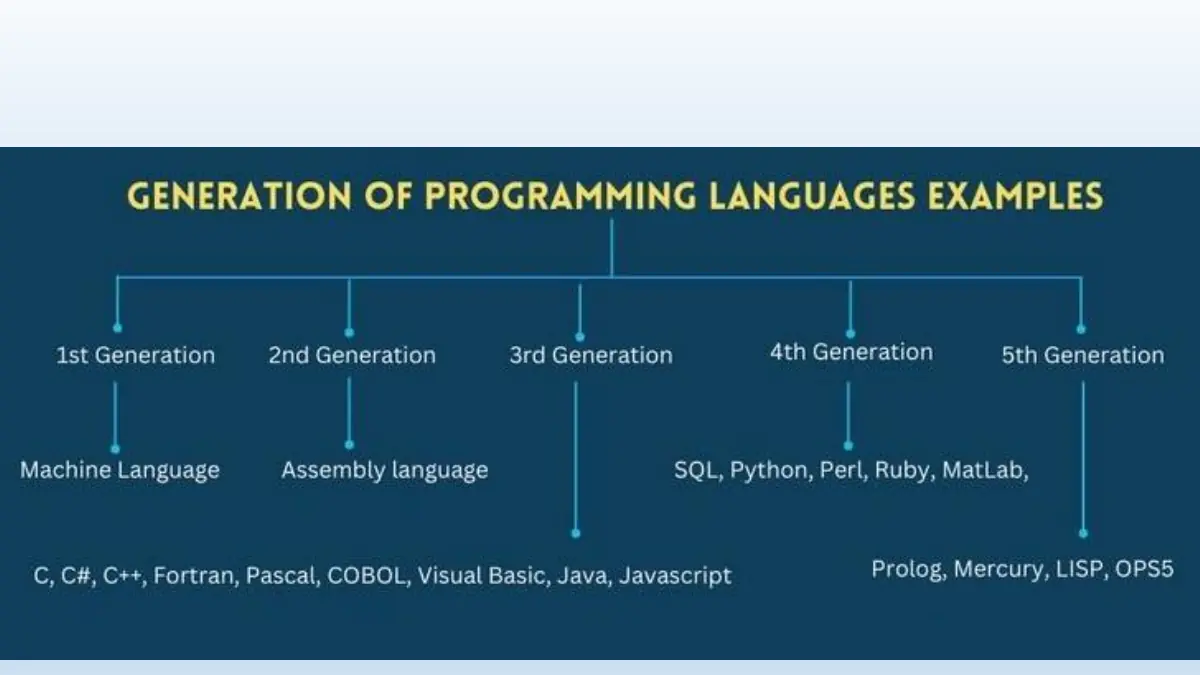 GENERATION OF PROGRAMMING LANGUAGES EXAMPLES
1st Generation
2nd Generation
3rd Generation
4th Generation
5th Generation
Machine Language
Assembly language
SQL, Python, Perl, Ruby, MatLab,
C, C#, C++, Fortran, Pascal, COBOL, Visual Basic, Java, Javascript
Prolog, Mercury, LISP, OPS5